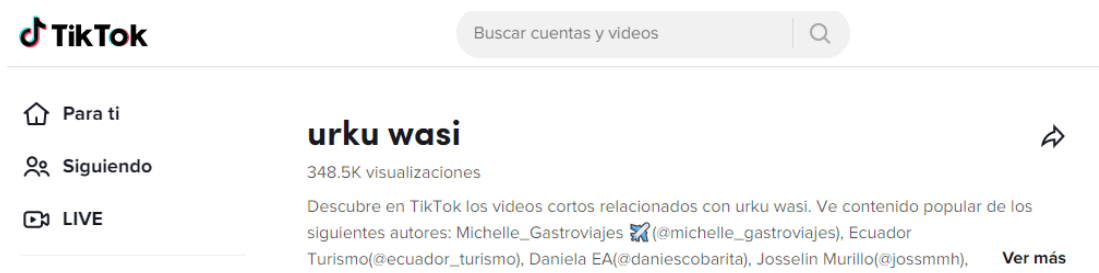 TikTok
Buscar cuentas y videos
Para ti
Siguiendo
LIVE
urku wasi
348.5K visualizaciones
Descubre en TikTok los videos cortos relacionados con urku wasi. Ve contenido popular de los
siguientes autores: Michelle_Gastroviajes ✈️(@michelle_gastroviajes), Ecuador
Turismo(@ecuador_turismo), Daniela EA(@daniescobarita), Josselin Murillo(@jossmmh), Ver más